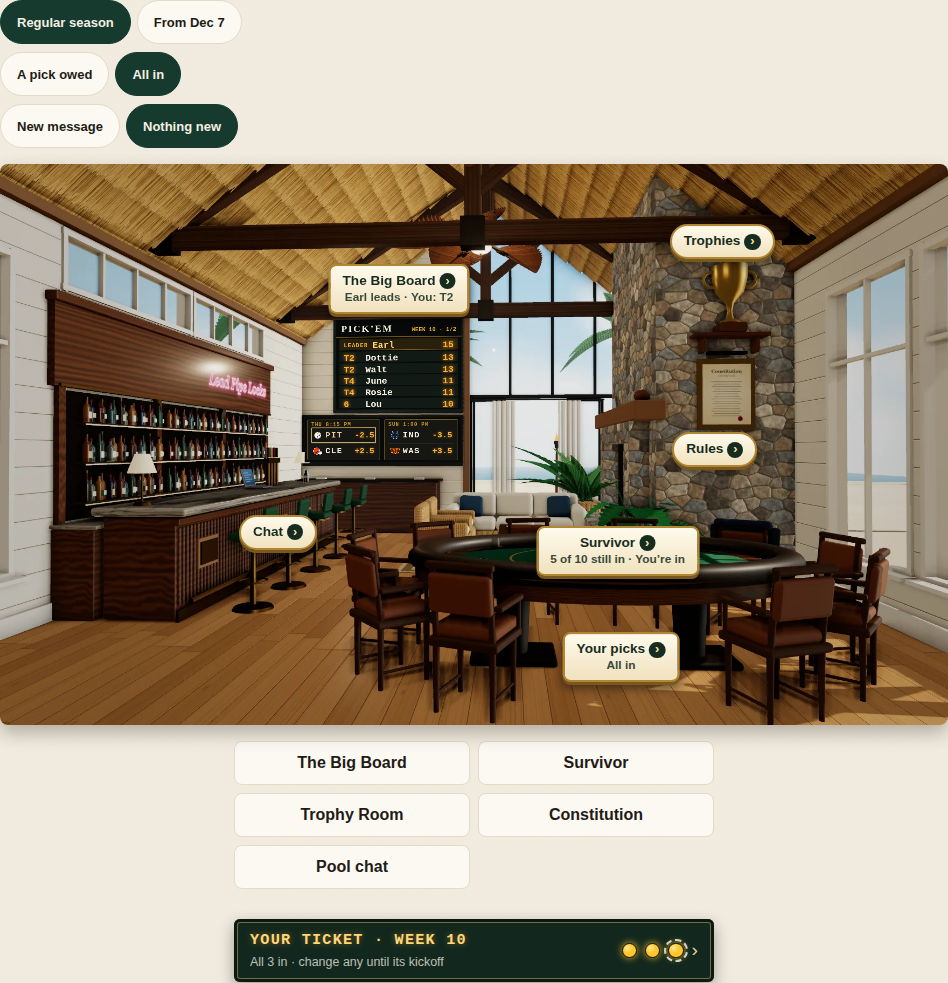 Regular season
From Dec 7
A pick owed
All in
New message
Nothing new
Trophies
The Big Board
Earl leads · You: T2
PICK'EM WEEK 10 · 1/2
LEADER Earl 15
T2 Dottie 13
T2 Walt 13
T4 June 11
T4 Rosie 11
6 Lou 10
THU 8:15 PM
PIT -2.5
CLE +2.5
SUN 1:00 PM
IND -3.5
WAS +3.5
Lead Pipe Locks
Constitution
Rules
Chat
Survivor
5 of 10 still in · You're in
Your picks
All in
The Big Board
Survivor
Trophy Room
Constitution
Pool chat
YOUR TICKET · WEEK 10
All 3 in · change any until its kickoff